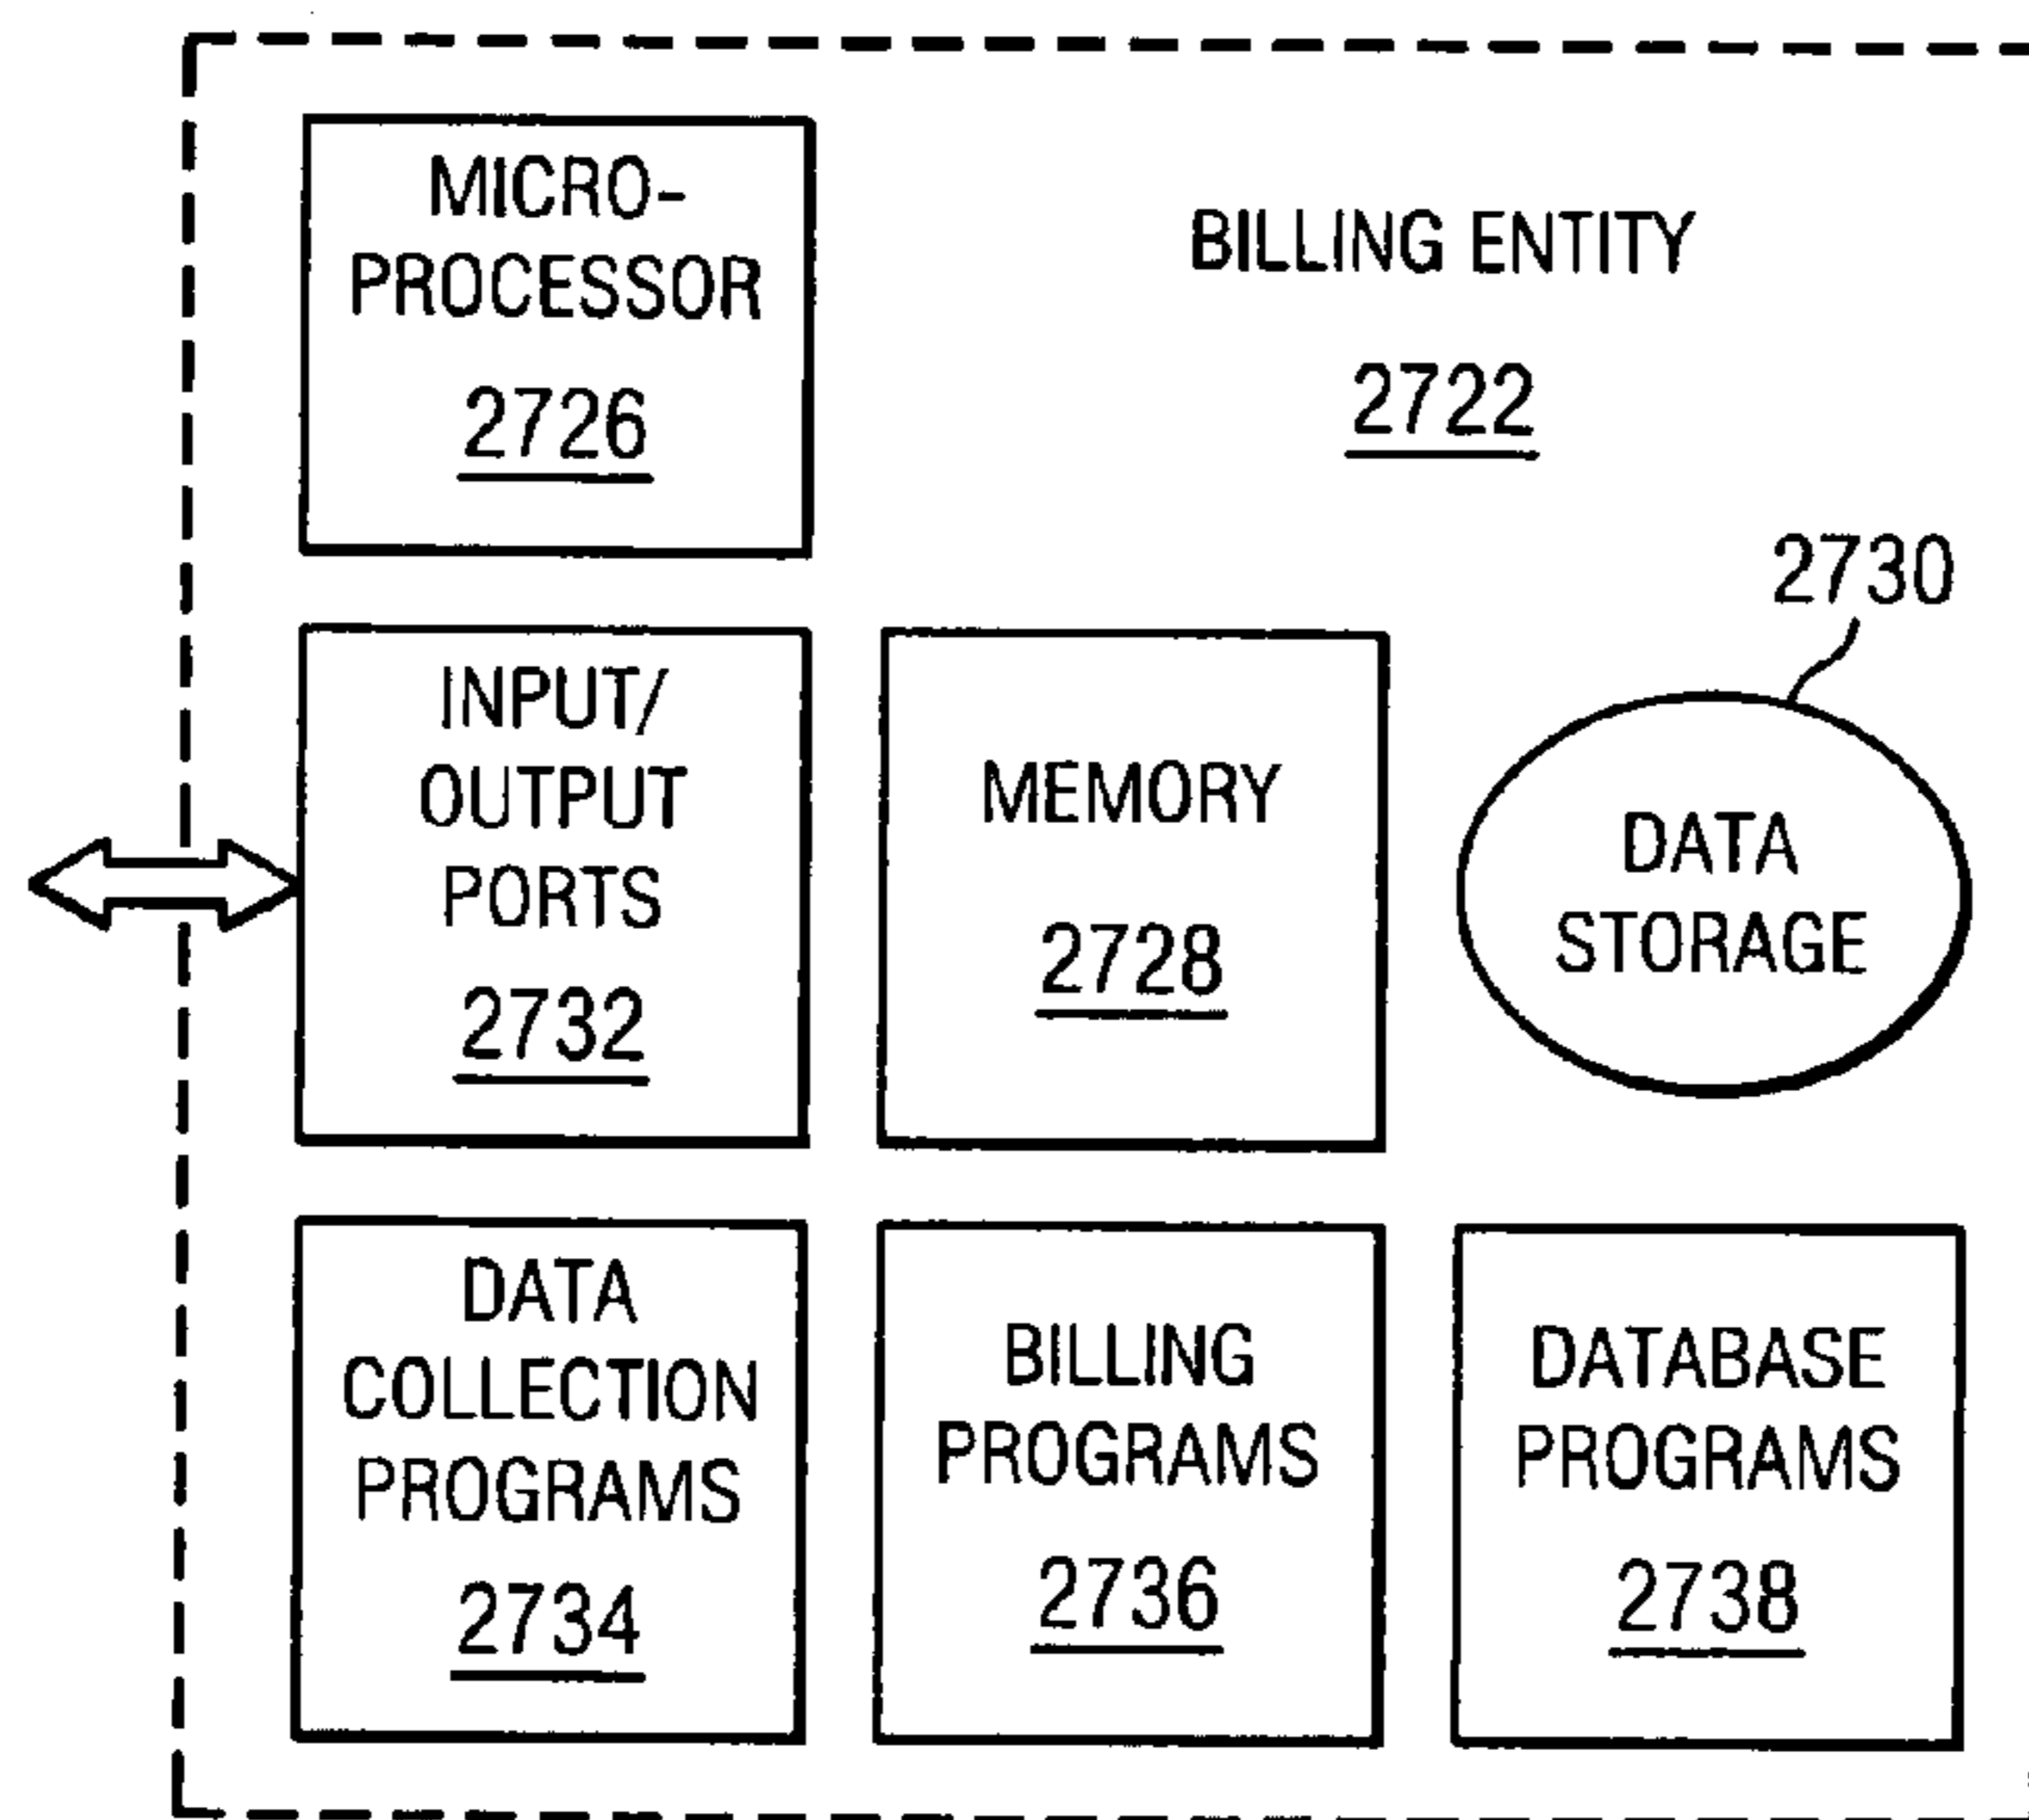 MICRO-
PROCESSOR
2726
BILLING ENTITY
2722
2730
INPUT/
OUTPUT
PORTS
2732
MEMORY
2728
DATA
STORAGE
DATA
COLLECTION
PROGRAMS
2734
BILLING
PROGRAMS
2736
DATABASE
PROGRAMS
2738